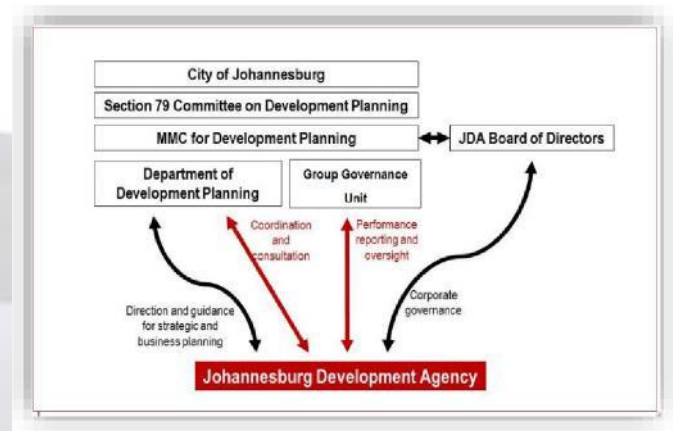 City of Johannesburg
Section 79 Committee on Development Planning
MMC for Development Planning
JDA Board of Directors
Department of
Development Planning
Group Governance
Unit
Coordination
and
consultation
Performance
reporting and
oversight
Direction and guidance
for strategic and
business planning
Corporate
governance
Johannesburg Development Agency